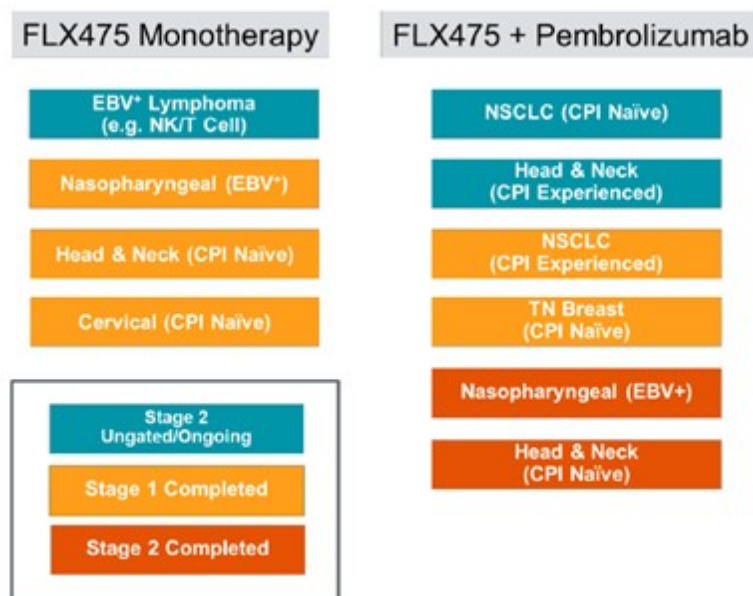 FLX475 Monotherapy
EBV⁺ Lymphoma
(e.g. NK/T Cell)
Nasopharyngeal (EBV⁺)
Head & Neck (CPI Naïve)
Cervical (CPI Naïve)
Stage 2
Ungated/Ongoing
Stage 1 Completed
Stage 2 Completed
FLX475 + Pembrolizumab
NSCLC (CPI Naïve)
Head & Neck
(CPI Experienced)
NSCLC
(CPI Experienced)
TN Breast
(CPI Naïve)
Nasopharyngeal (EBV+)
Head & Neck
(CPI Naïve)